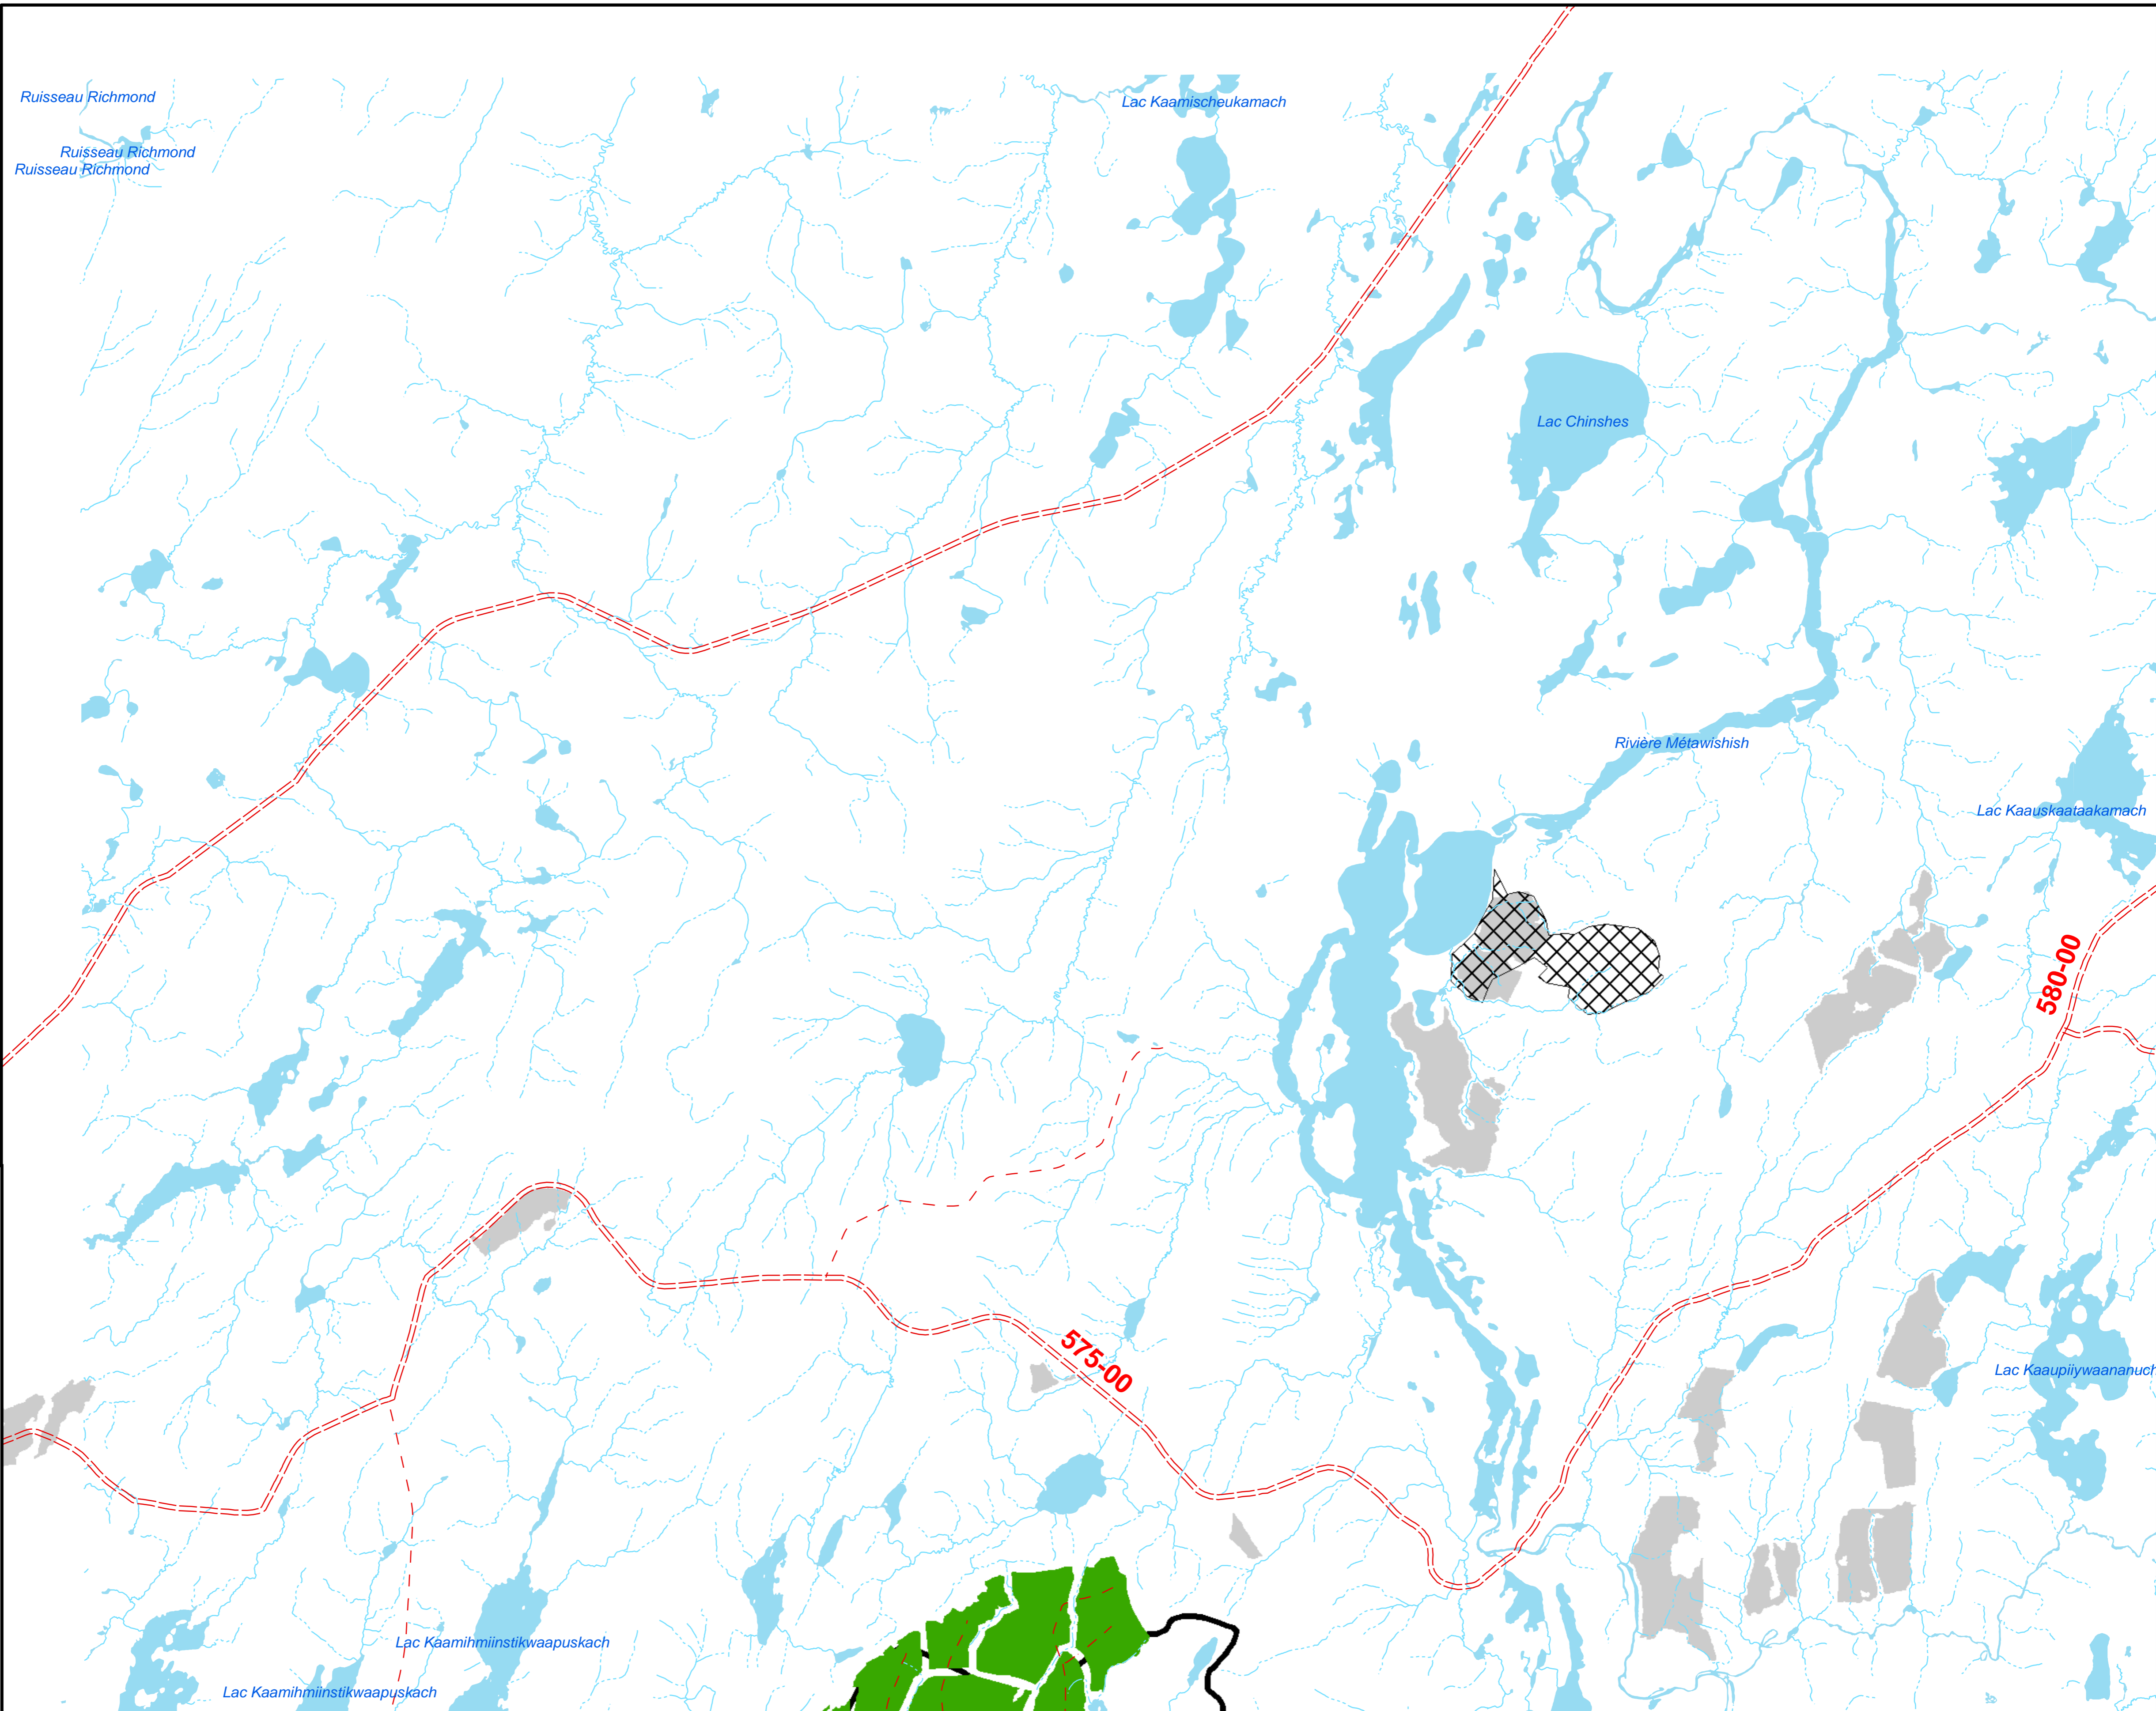 Ruisseau Richmond
Lac Kaamischeukamach
Ruisseau Richmond
Ruisseau Richmond
Lac Chinshes
Rivière Métawishish
Lac Kaauskaataakamach
580-00
575-00
Lac Kaaupiiywaananuch
Lac Kaamihmiinstikwaapuskach
Lac Kaamihmiinstikwaapuskach